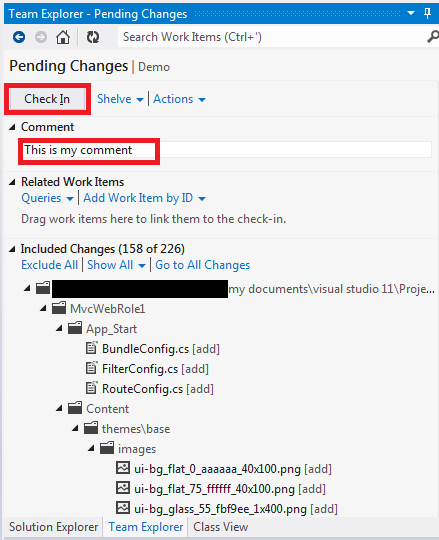 Team Explorer - Pending Changes
Search Work Items (Ctrl+')
Pending Changes | Demo
Check In Shelve Actions
Comment
This is my comment
Related Work Items
Queries Add Work Item by ID
Drag work items here to link them to the check-in.
Included Changes (158 of 226)
Exclude All Show All Go to All Changes
my documents\visual studio 11\Proje...
MvcWebRole1
App_Start
BundleConfig.cs [add]
FilterConfig.cs [add]
RouteConfig.cs [add]
Content
themes\base
images
ui-bg_flat_0_aaaaaa_40x100.png [add]
ui-bg_flat_75_ffffff_40x100.png [add]
ui-bg_glass_55_fbf9ee_1x400.png [add]
Solution Explorer Team Explorer Class View